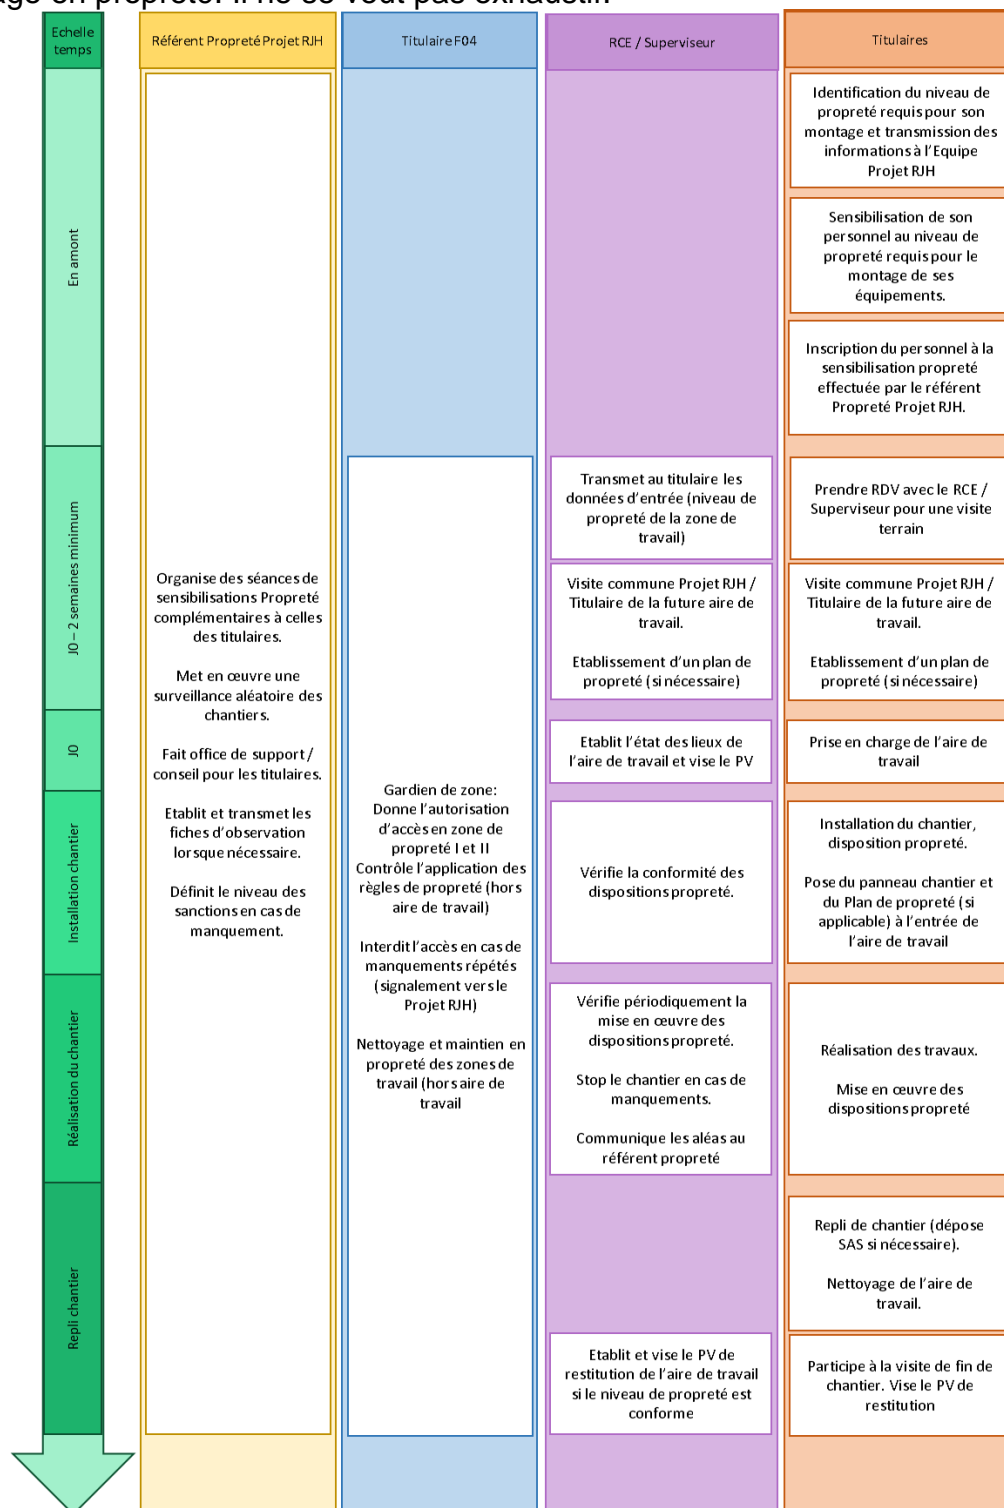 age en propreté. Il ne se veut pas exhaustif.
Echelle
temps
Référent Propreté Projet RJH
Titulaire F04
RCE / Superviseur
Titulaires
En amont
Identification du niveau de
propreté requis pour son
montage et transmission des
informations à l'Equipe
Projet RJH
Sensibilisation de son
personnel au niveau de
propreté requis pour le
montage de ses
équipements.
Inscription du personnel à la
sensibilisation propreté
effectuée par le référent
Propreté Projet RJH.
J0 – 2 semaines minimum
Transmet au titulaire les
données d'entrée (niveau de
propreté de la zone de
travail)
Prendre RDV avec le RCE /
Superviseur pour une visite
terrain
Visite commune Projet RJH /
Titulaire de la future aire de
travail.
Etablissement d'un plan de
propreté (si nécessaire)
Visite commune Projet RJH /
Titulaire de la future aire de
travail.
Etablissement d'un plan de
propreté (si nécessaire)
Organise des séances de
sensibilisations Propreté
complémentaires à celles
des titulaires.
Met en œuvre une
surveillance aléatoire des
chantiers.
Fait office de support /
conseil pour les titulaires.
Etablit et transmet les
fiches d'observation
lorsque nécessaire.
Définit le niveau des
sanctions en cas de
manquement.
Gardien de zone:
Donne l'autorisation
d'accès en zone de
propreté I et II
Contrôle l'application des
règles de propreté (hors
aire de travail)
Interdit l'accès en cas de
manquements répétés
(signalement vers le
Projet RJH)
Nettoyage et maintien en
propreté des zones de
travail (hors aire de
travail
J0
Etablit l'état des lieux de
l'aire de travail et vise le PV
Prise en charge de l'aire de
travail
Installation chantier
Vérifie la conformité des
dispositions propreté.
Installation du chantier,
disposition propreté.
Pose du panneau chantier et
du Plan de propreté (si
applicable) à l'entrée de
l'aire de travail
Réalisation du chantier
Vérifie périodiquement la
mise en œuvre des
dispositions propreté.
Stop le chantier en cas de
manquements.
Communique les aléas au
référent propreté
Réalisation des travaux.
Mise en œuvre des
dispositions propreté
Repli chantier
Repli de chantier (dépose
SAS si nécessaire).
Nettoyage de l'aire de
travail.
Etablit et vise le PV de
restitution de l'aire de travail
si le niveau de propreté est
conforme
Participe à la visite de fin de
chantier. Vise le PV de
restitution